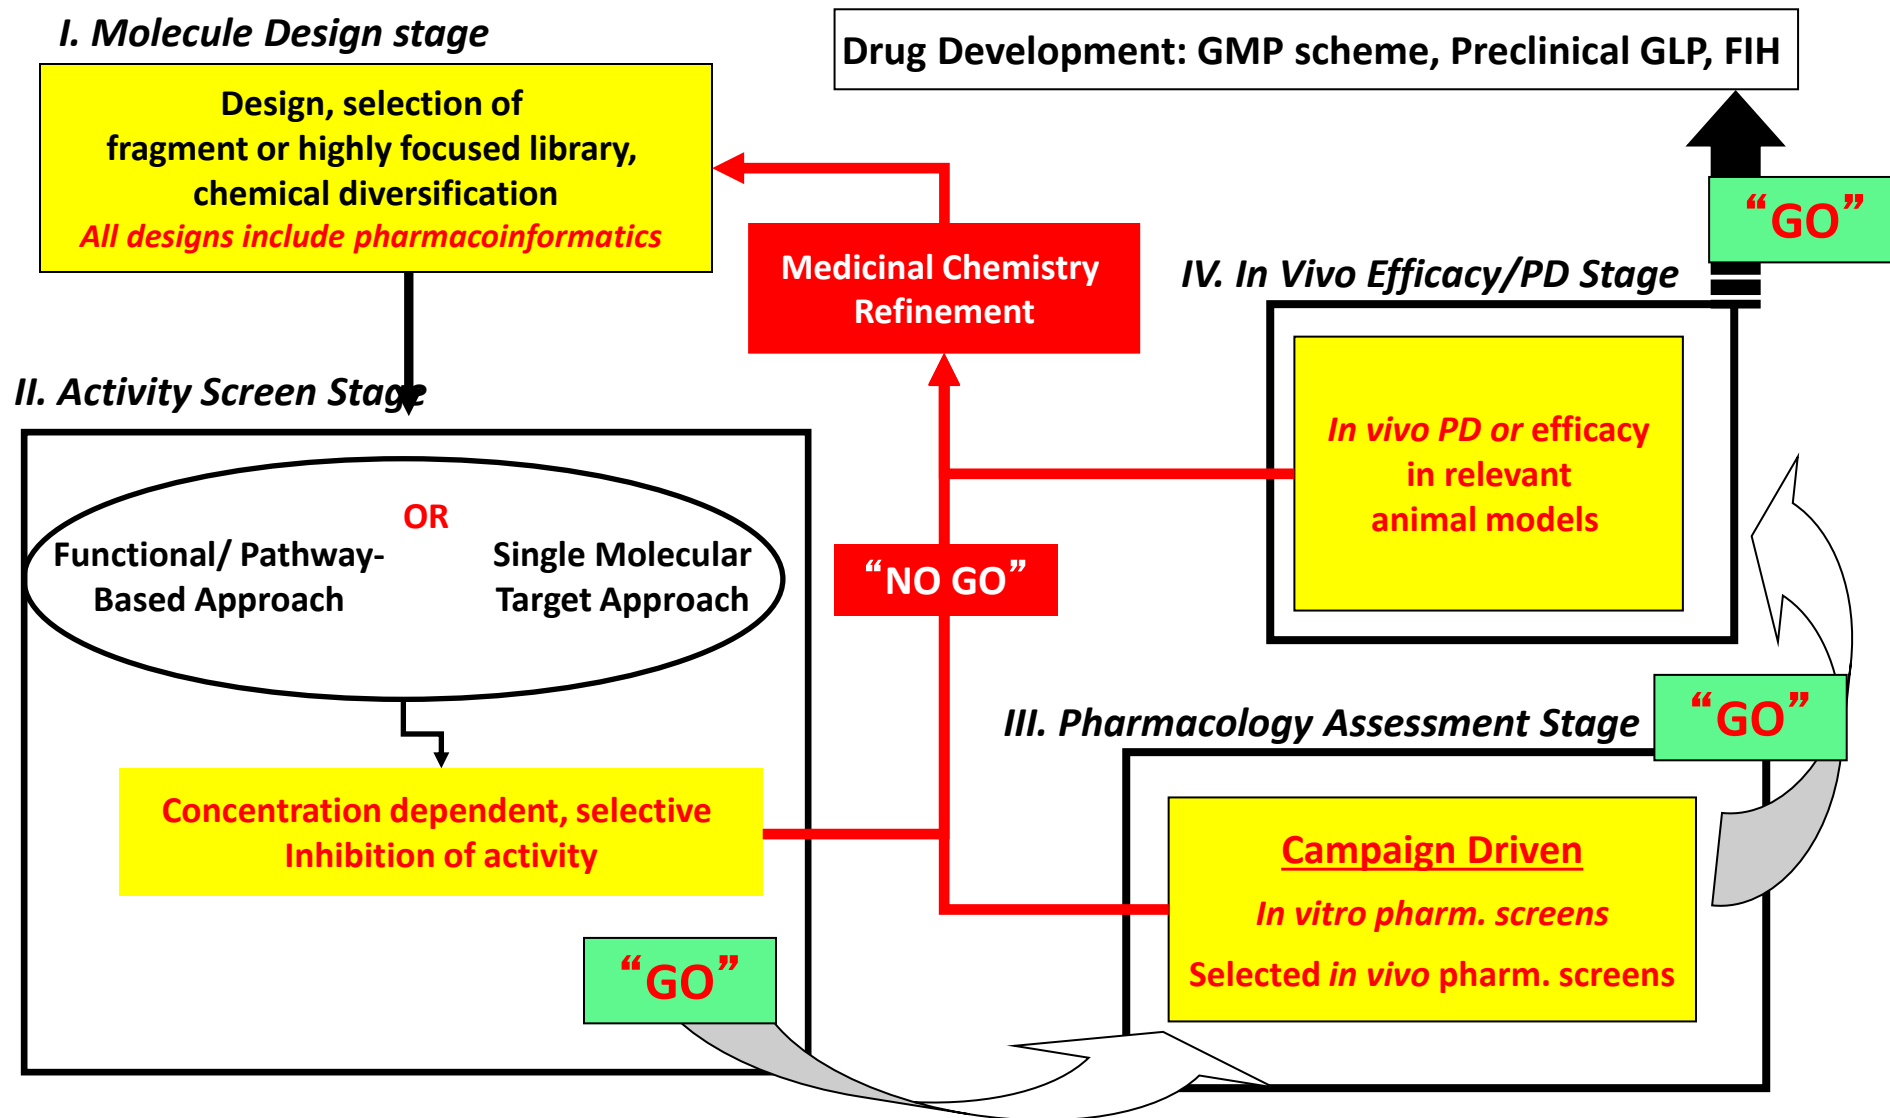 I. Molecule Design stage
Drug Development: GMP scheme, Preclinical GLP, FIH
Design, selection of
fragment or highly focused library,
chemical diversification
All designs include pharmacoinformatics
Medicinal Chemistry
Refinement
“GO”
IV. In Vivo Efficacy/PD Stage
In vivo PD or efficacy
in relevant
animal models
II. Activity Screen Stage
OR
Functional/ Pathway-
Based Approach
Single Molecular
Target Approach
“NO GO”
Concentration dependent, selective
Inhibition of activity
“GO”
III. Pharmacology Assessment Stage
“GO”
Campaign Driven
In vitro pharm. screens
Selected in vivo pharm. screens